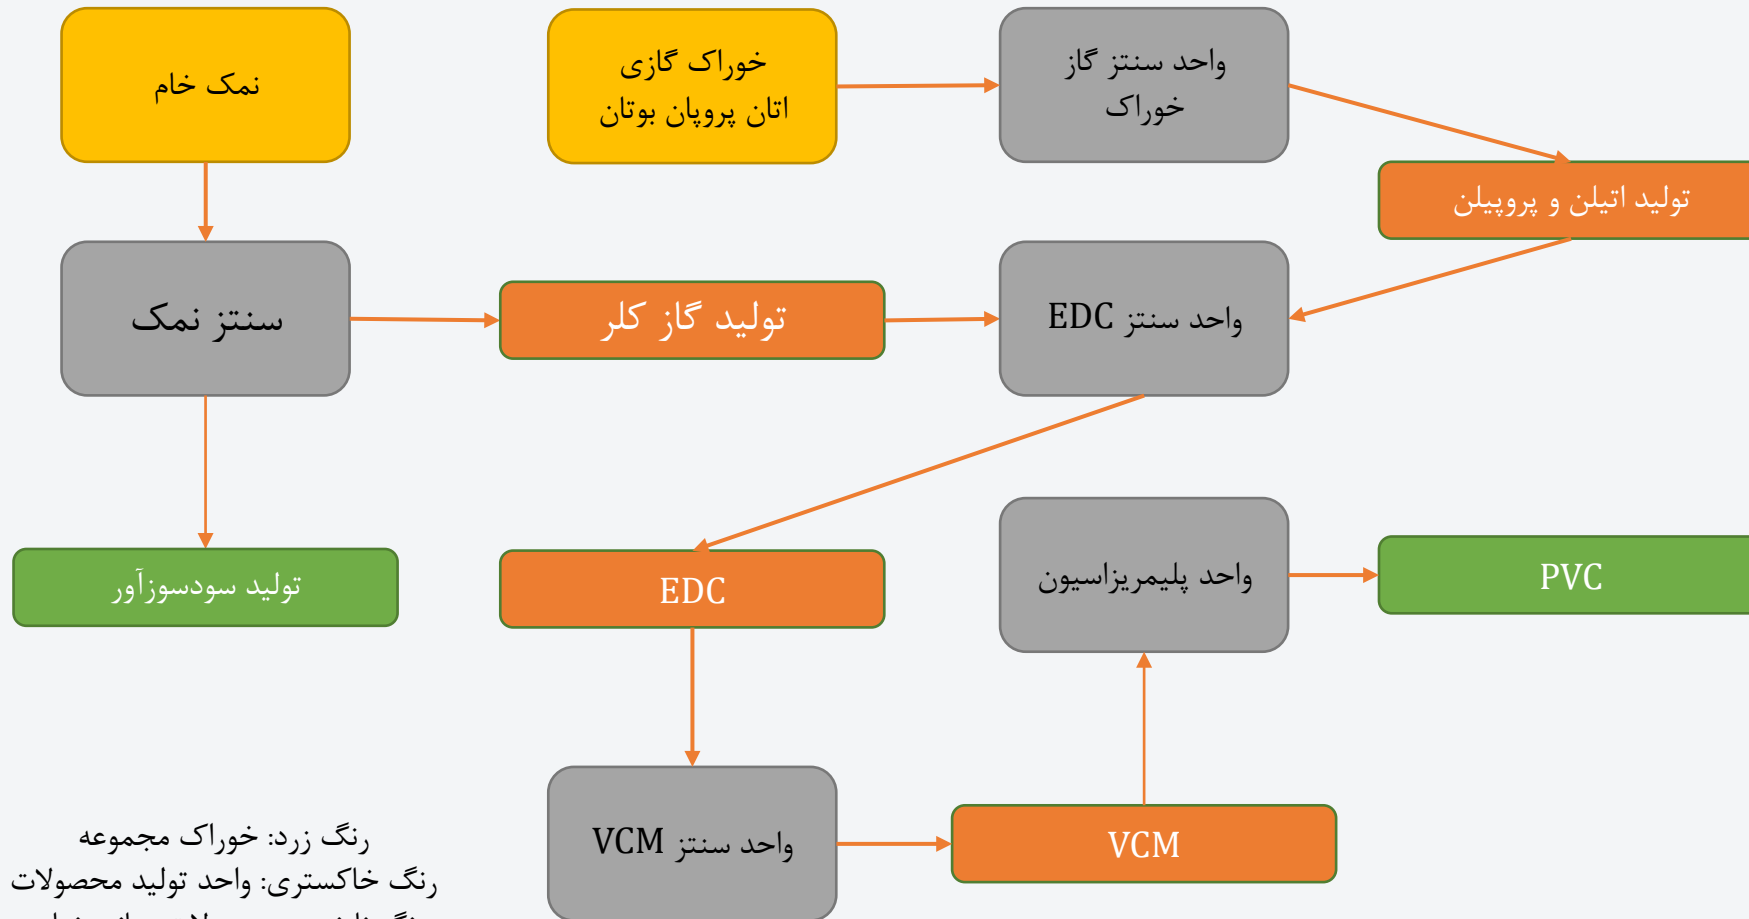 نمک خام
خوراک گازی
اتان پروپان بوتان
واحد سنتز گاز
خوراک
تولید اتیلن و پروپیلن
سنتز نمک
تولید گاز کلر
واحد سنتز EDC
تولید سودسوزآور
EDC
واحد پلیمریزاسیون
PVC
واحد سنتز VCM
VCM
رنگ زرد: خوراک مجموعه
رنگ خاکستری: واحد تولید محصولات